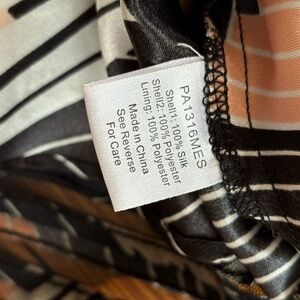 PA1316MES
Shell1: 100% Silk
Shell2: 100% Polyester
Lining: 100% Polyester
Made in China
See Reverse
For Care